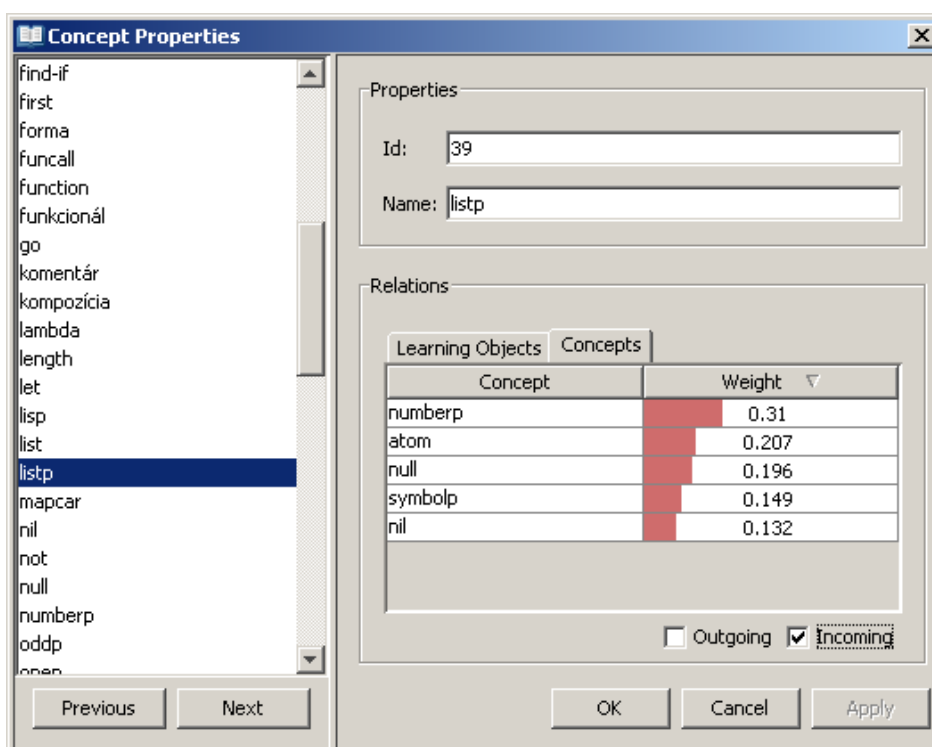 Concept Properties
find-if
first
forma
funcall
function
funkcionál
go
komentár
kompozícia
lambda
length
let
lisp
list
listp
mapcar
nil
not
null
numberp
oddp
open
Previous Next
Properties
Id: 39
Name: listp
Relations
Learning Objects Concepts
Concept Weight
numberp 0.31
atom 0.207
null 0.196
symbolp 0.149
nil 0.132
Outgoing Incoming
OK Cancel Apply